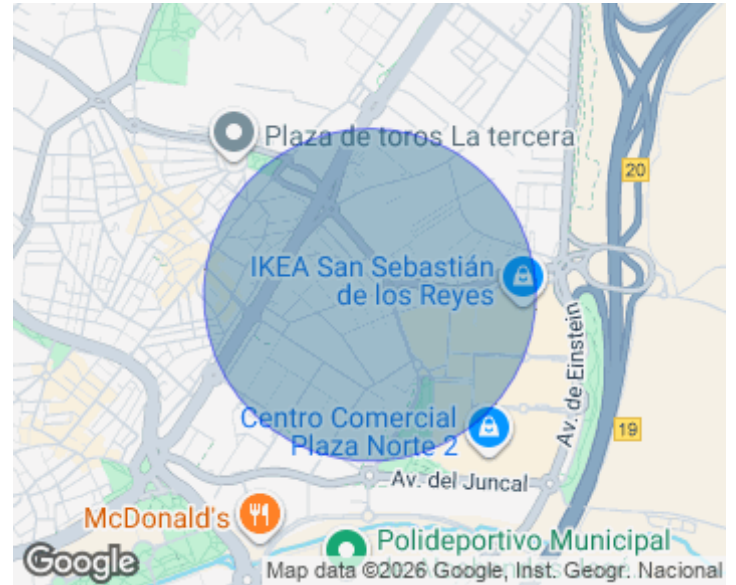 Plaza de toros La tercera
20
IKEA San Sebastián
de los Reyes
Av. de Einstein
Centro Comercial
Plaza Norte 2
19
Av. del Juncal
McDonald's
Polideportivo Municipal
Google
Map data ©2026 Google, Inst. Geogr. Nacional